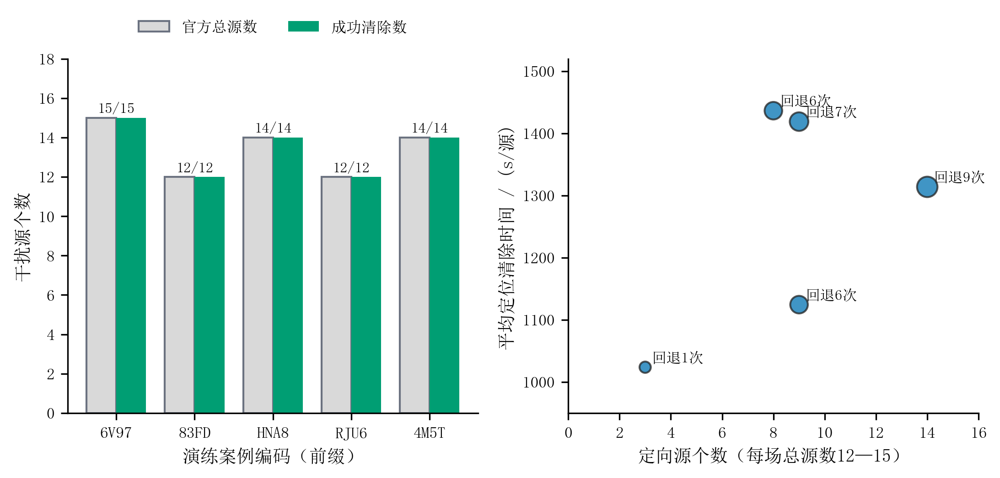 官方总源数 成功清除数
18
16
14
12
10
8
6
4
2
0
干扰源个数
15/15
12/12
14/14
12/12
14/14
6V97 83FD HNA8 RJU6 4M5T
演练案例编码（前缀）
1500
1400
1300
1200
1100
1000
平均定位清除时间 / (s/源)
回退6次
回退7次
回退9次
回退6次
回退1次
0 2 4 6 8 10 12 14 16
定向源个数（每场总源数12—15）